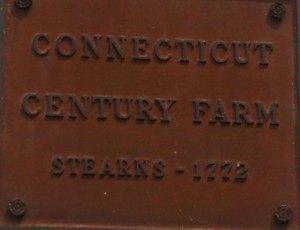 CONNECTICUT
CENTURY FARM
STEARNS - 1772